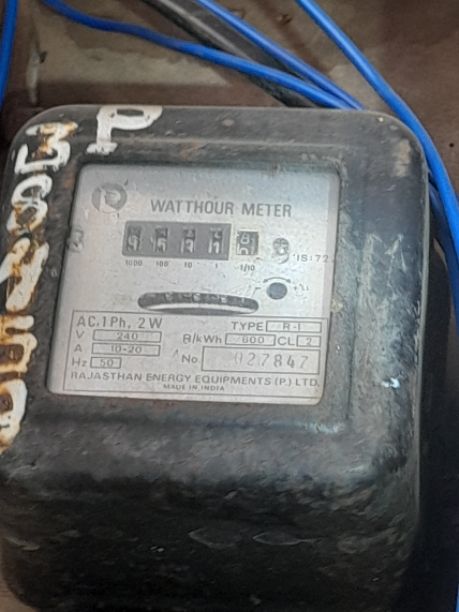 P
WATTHOUR METER
1000 100 10 1 1/10
IS:72
AC.1Ph, 2W TYPE R-1
V 240 R/kWh 600 CL 2
A 10-20
Hz 50 No 027847
RAJASTHAN ENERGY EQUIPMENTS (P.) LTD.
MADE IN INDIA